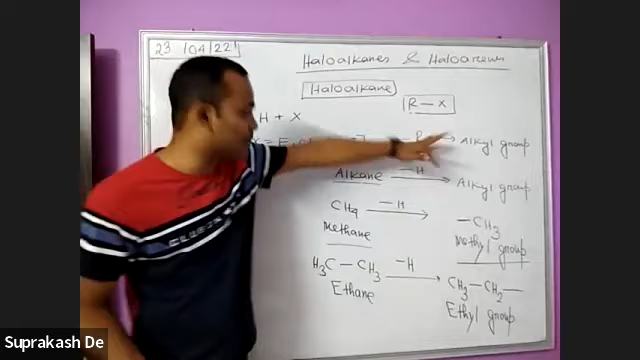 23 /04/22
Haloalkanes & Haloarenes
Haloalkane
R — X
H + X
R → Alkyl group
Alkane —H→ Alkyl group
CH4 —H→ —CH3
Methane Methyl group
H3C — CH3 —H→ CH3—CH2—
Ethane Ethyl group
BLUESTONE
Suprakash De